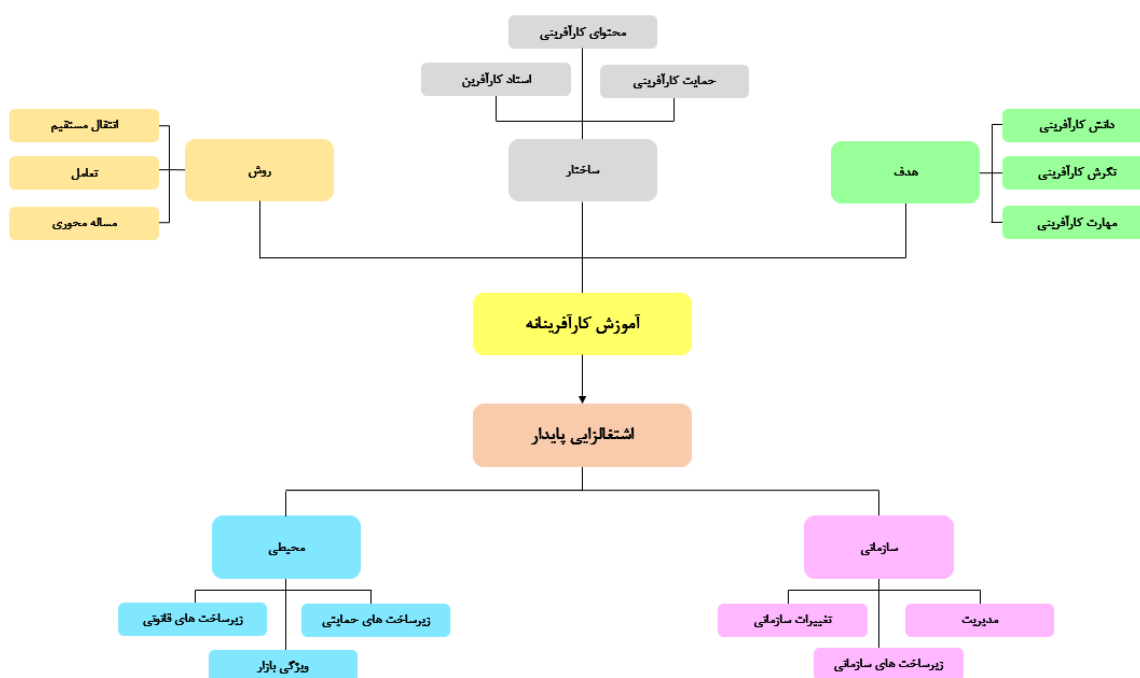 محتوای کارآفرینی
حمایت کارآفرینی
استاد کارآفرین
دانش کارآفرینی
نگرش کارآفرینی
مهارت کارآفرینی
هدف
ساختار
روش
انتقال مستقیم
تعامل
مساله محوری
آموزش کارآفرینانه
اشتغالزایی پایدار
سازمانی
مدیریت
تغییرات سازمانی
زیرساخت های سازمانی
محیطی
زیرساخت های حمایتی
زیرساخت های قانونی
ویژگی بازار